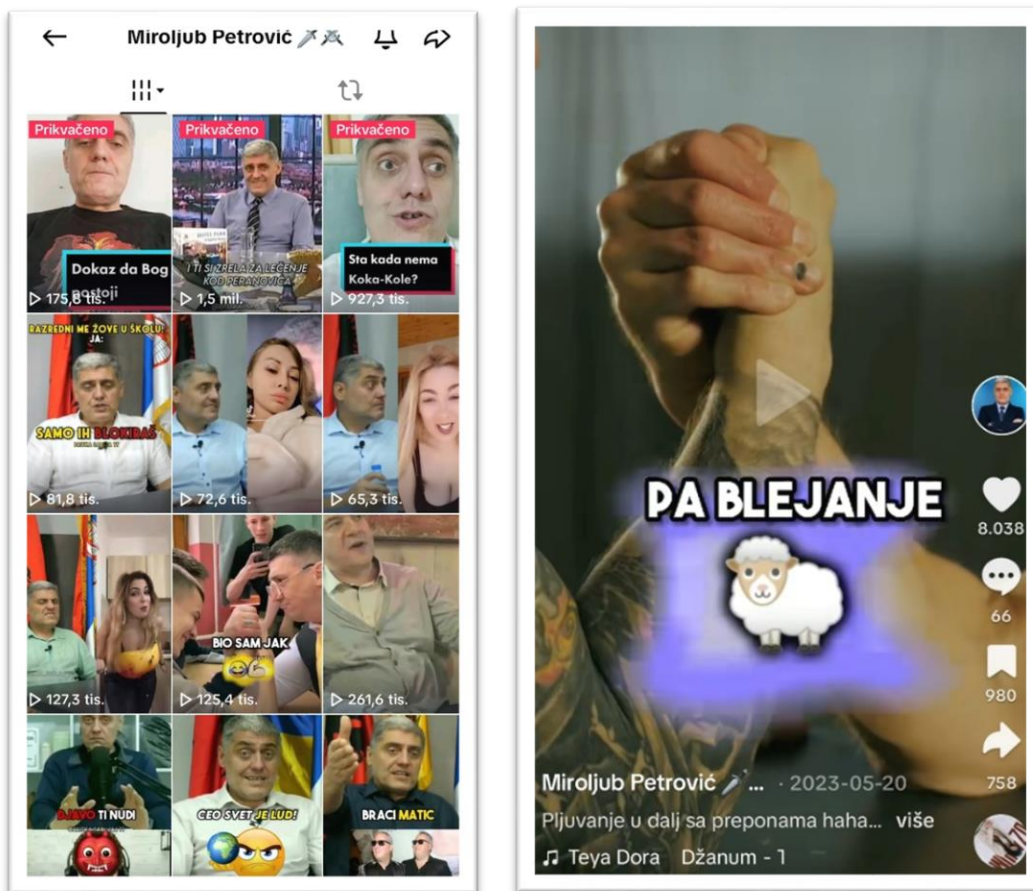 Miroljub Petrović
Prikvačeno
Prikvačeno
Prikvačeno
Dokaz da Bog
postoji
175,8 tis.
I TI SI ZRELA ZA LEČENJE
KOD PERANOVIĆA
1,5 mil.
Sta kada nema
Koka-Kole?
927,3 tis.
RAZREDNI ME ZOVE U ŠKOLU:
JA:
SAMO IH BLOKIRAŠ
81,8 tis.
72,6 tis.
65,3 tis.
127,3 tis.
BIO SAM JAK
125,4 tis.
261,6 tis.
DJAVO TI NUDI
CEO SVET JE LUD!
BRACI MATIC
PA BLEJANJE
8.038
66
980
758
Miroljub Petrović ... · 2023-05-20
Pljuvanje u dalj sa preponama haha... više
Teya Dora Džanum - 1